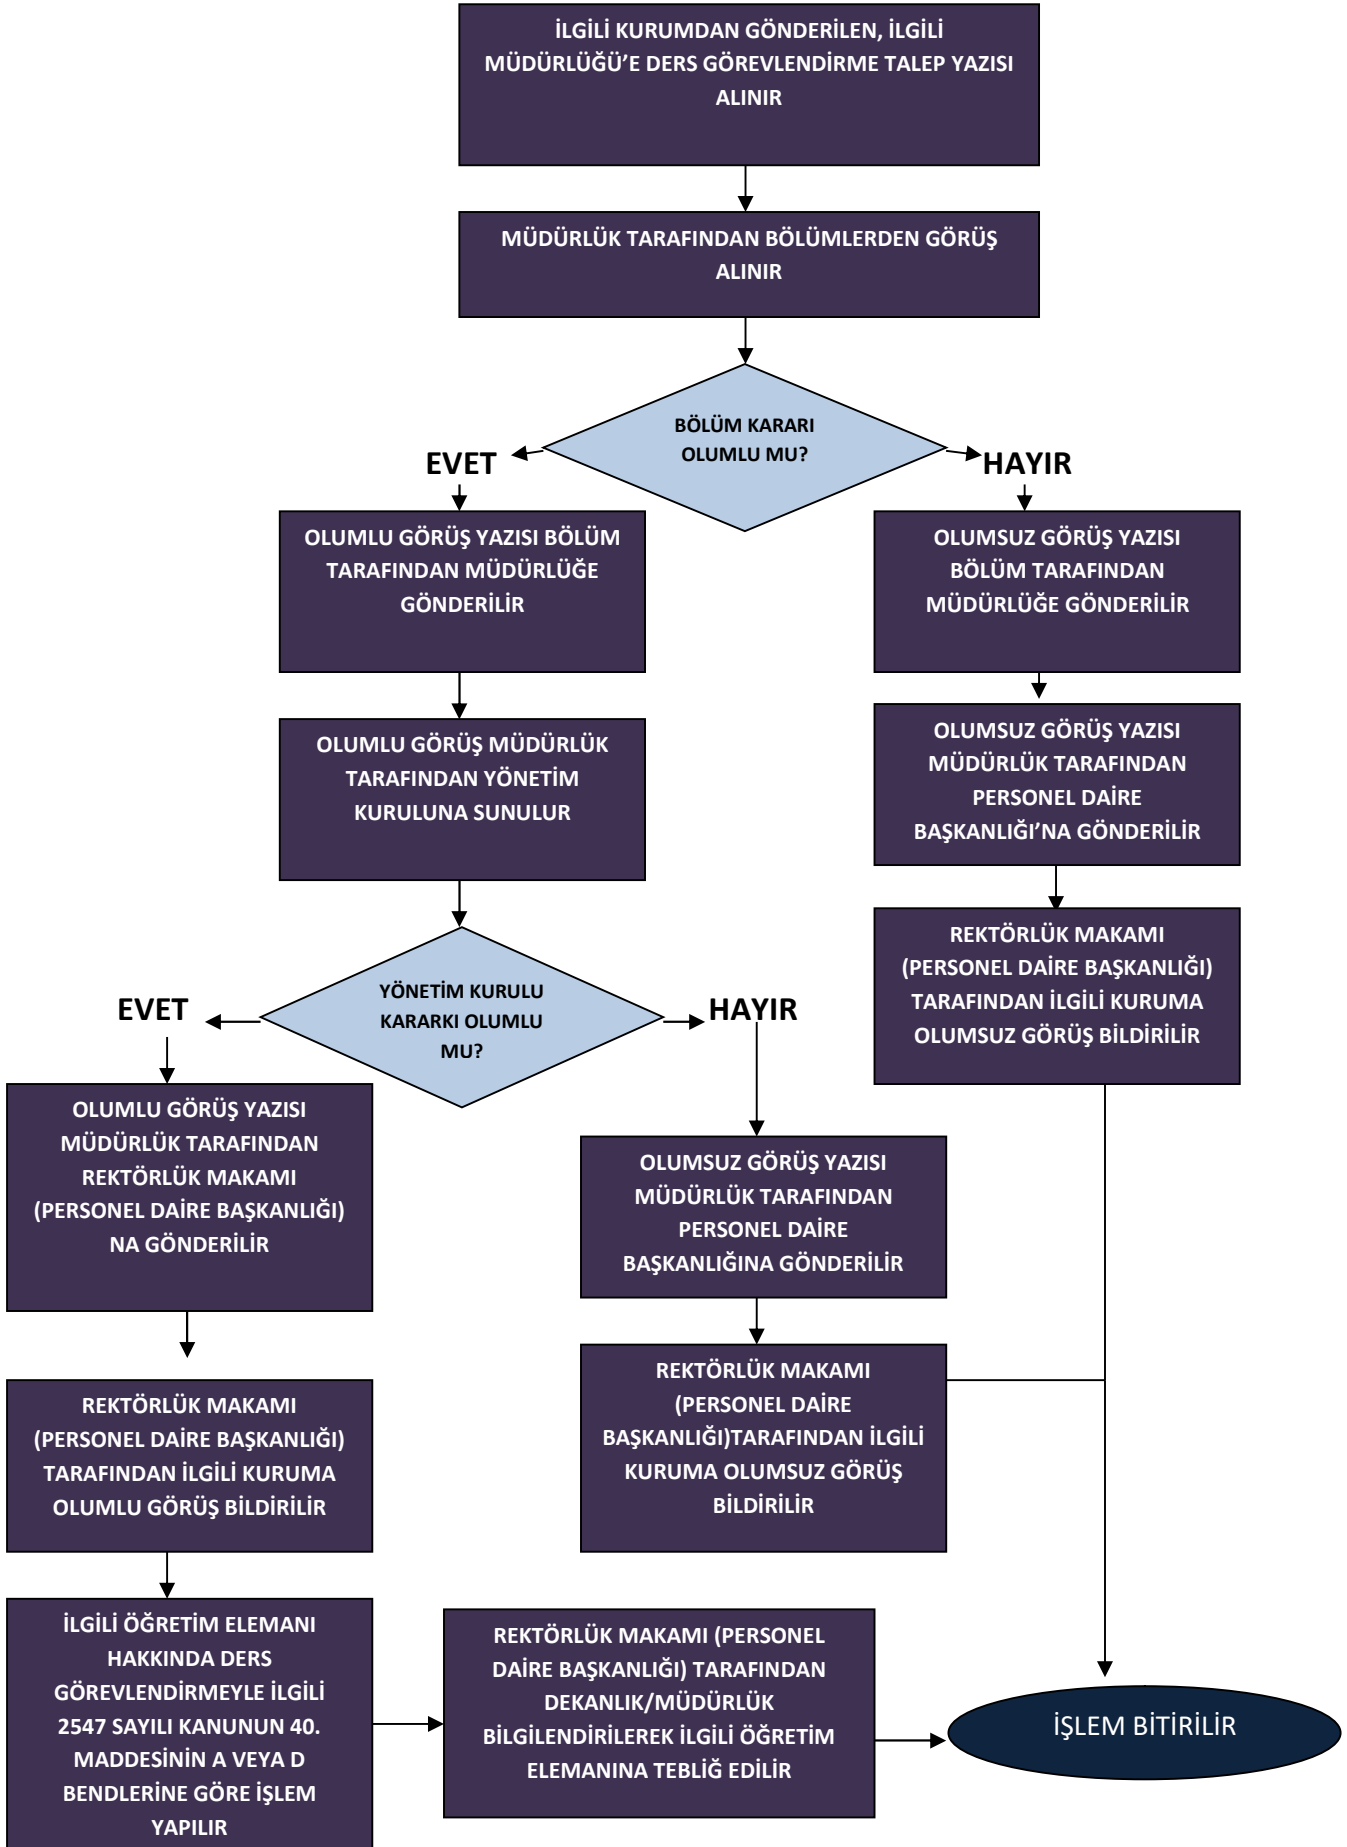 İLGİLİ KURUMDAN GÖNDERİLEN, İLGİLİ
MÜDÜRLÜĞÜ’E DERS GÖREVLENDİRME TALEP YAZISI
ALINIR
MÜDÜRLÜK TARAFINDAN BÖLÜMLERDEN GÖRÜŞ
ALINIR
BÖLÜM KARARI
OLUMLU MU?
EVET
HAYIR
OLUMLU GÖRÜŞ YAZISI BÖLÜM
TARAFINDAN MÜDÜRLÜĞE
GÖNDERİLİR
OLUMSUZ GÖRÜŞ YAZISI
BÖLÜM TARAFINDAN
MÜDÜRLÜĞE GÖNDERİLİR
OLUMLU GÖRÜŞ MÜDÜRLÜK
TARAFINDAN YÖNETİM
KURULUNA SUNULUR
OLUMSUZ GÖRÜŞ YAZISI
MÜDÜRLÜK TARAFINDAN
PERSONEL DAİRE
BAŞKANLIĞI’NA GÖNDERİLİR
REKTÖRLÜK MAKAMI
(PERSONEL DAİRE BAŞKANLIĞI)
TARAFINDAN İLGİLİ KURUMA
OLUMSUZ GÖRÜŞ BİLDİRİLİR
YÖNETİM KURULU
KARARKI OLUMLU
MU?
EVET
HAYIR
OLUMLU GÖRÜŞ YAZISI
MÜDÜRLÜK TARAFINDAN
REKTÖRLÜK MAKAMI
(PERSONEL DAİRE BAŞKANLIĞI)
NA GÖNDERİLİR
OLUMSUZ GÖRÜŞ YAZISI
MÜDÜRLÜK TARAFINDAN
PERSONEL DAİRE
BAŞKANLIĞINA GÖNDERİLİR
REKTÖRLÜK MAKAMI
(PERSONEL DAİRE BAŞKANLIĞI)
TARAFINDAN İLGİLİ KURUMA
OLUMLU GÖRÜŞ BİLDİRİLİR
REKTÖRLÜK MAKAMI
(PERSONEL DAİRE
BAŞKANLIĞI)TARAFINDAN İLGİLİ
KURUMA OLUMSUZ GÖRÜŞ
BİLDİRİLİR
İLGİLİ ÖĞRETİM ELEMANI
HAKKINDA DERS
GÖREVLENDİRMEYLE İLGİLİ
2547 SAYILI KANUNUN 40.
MADDESİNİN A VEYA D
BENDLERİNE GÖRE İŞLEM
YAPILIR
REKTÖRLÜK MAKAMI (PERSONEL
DAİRE BAŞKANLIĞI) TARAFINDAN
DEKANLIK/MÜDÜRLÜK
BİLGİLENDİRİLEREK İLGİLİ ÖĞRETİM
ELEMANINA TEBLİĞ EDİLİR
İŞLEM BİTİRİLİR